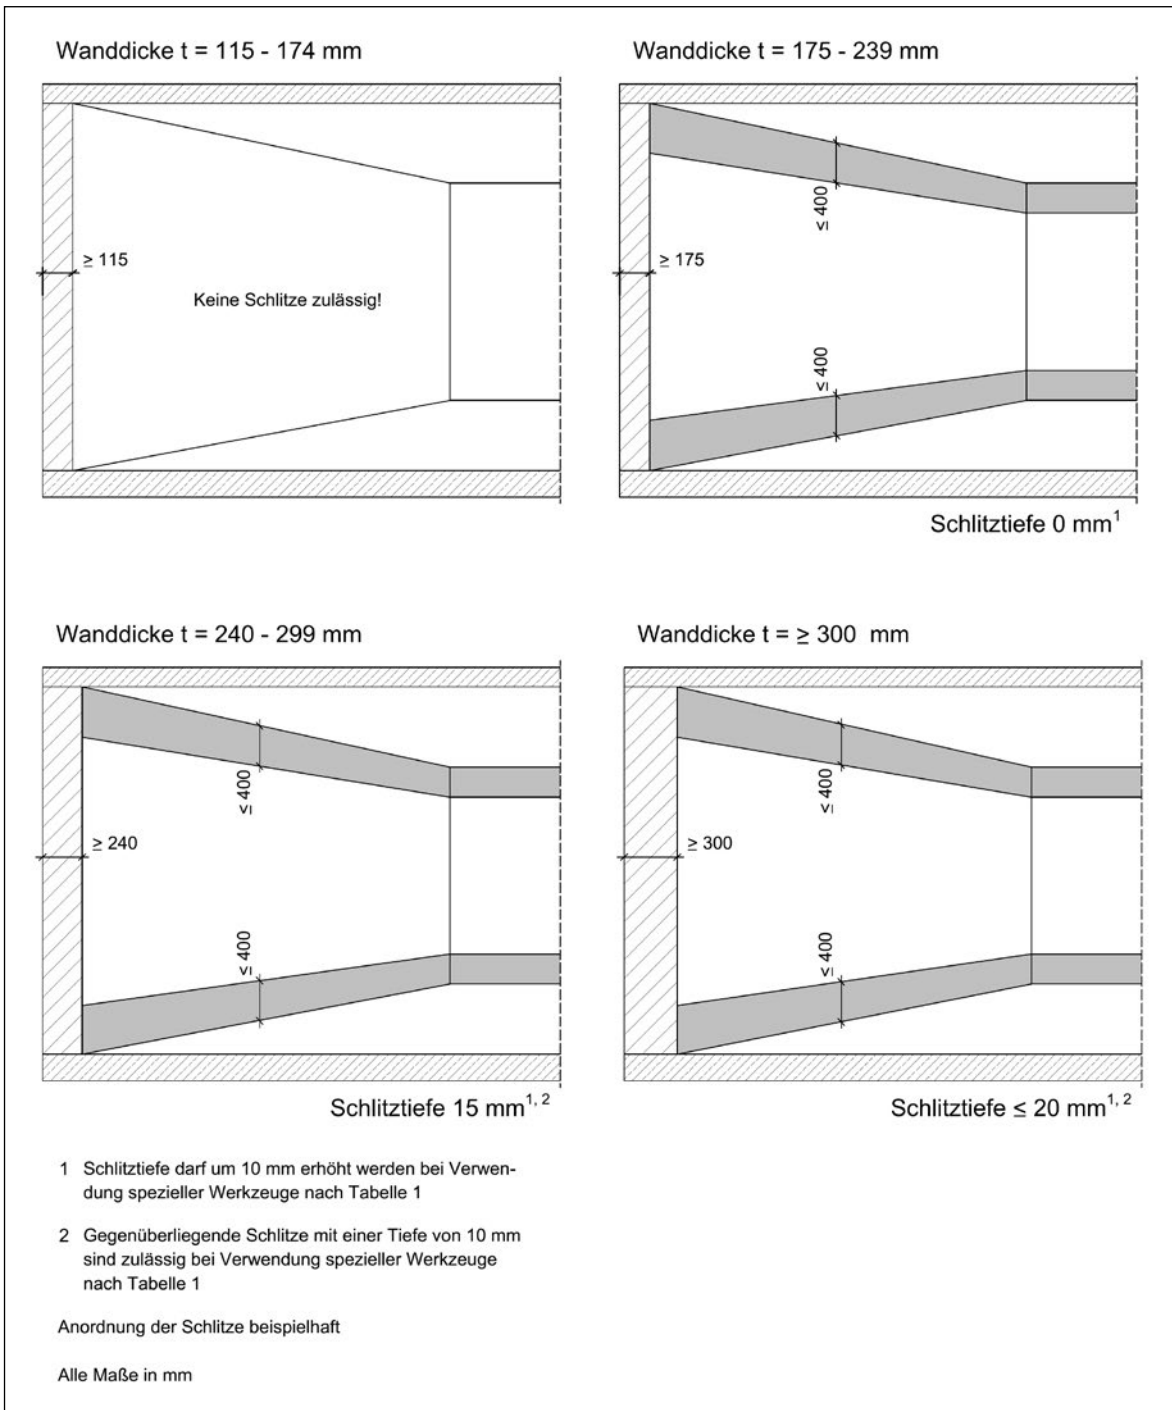 Wanddicke t = 115 - 174 mm
≥ 115
Keine Schlitze zulässig!
Wanddicke t = 175 - 239 mm
≤ 400
≥ 175
≤ 400
Schlitztiefe 0 mm¹
Wanddicke t = 240 - 299 mm
≤ 400
≥ 240
≤ 400
Schlitztiefe 15 mm¹, ²
Wanddicke t = ≥ 300 mm
≤ 400
≥ 300
≤ 400
Schlitztiefe ≤ 20 mm¹, ²
1 Schlitztiefe darf um 10 mm erhöht werden bei Verwen-
dung spezieller Werkzeuge nach Tabelle 1
2 Gegenüberliegende Schlitze mit einer Tiefe von 10 mm
sind zulässig bei Verwendung spezieller Werkzeuge
nach Tabelle 1
Anordnung der Schlitze beispielhaft
Alle Maße in mm